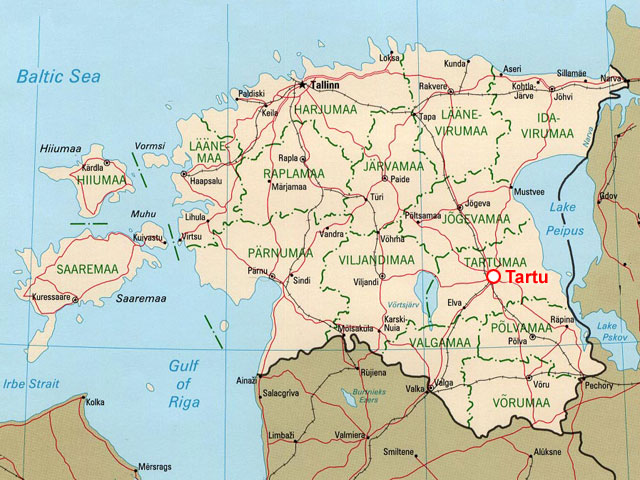 Baltic Sea
Loksa
Kunda
Aseri
Sillamäe
Narva
Tallinn
Paldiski
Keila
HARJUMAA
Rakvere
Kohtla-
Järve
Jõhvi
Tapa
LÄÄNE-
VIRUMAA
IDA-
VIRUMAA
Narva
Hiiumaa
Vormsi
LÄÄNE
MAA
Kärdla
HIIUMAA
Haapsalu
Rapla
RAPLAMAA
Märjamaa
JÄRVAMAA
Paide
Türi
Mustvee
Gdov
Lake
Peipus
Muhu
Lihula
Kuivastu
Virtsu
Jõgeva
Põltsamaa
JÕGEVAMAA
Vändra
Võhma
PÄRNUMAA
VILJANDIMAA
TARTUMAA
SAAREMAA
Pärnu
Sindi
Viljandi
Tartu
Kuressaare
Saaremaa
Võrtsjärv
Elva
Karski-
Nuia
PÕLVAMAA
Räpina
Põlva
Lake
Pskov
Mõisaküla
VALGAMAA
Gulf
of
Riga
Irbe Strait
Ainaži
Rūjiena
Salacgrīva
Burtnieks
Ezers
Valka
Valga
Võru
VÕRUMAA
Pechory
Kolka
Limbaži
Valmiera
Smiltene
Alūksne
Mērsrags